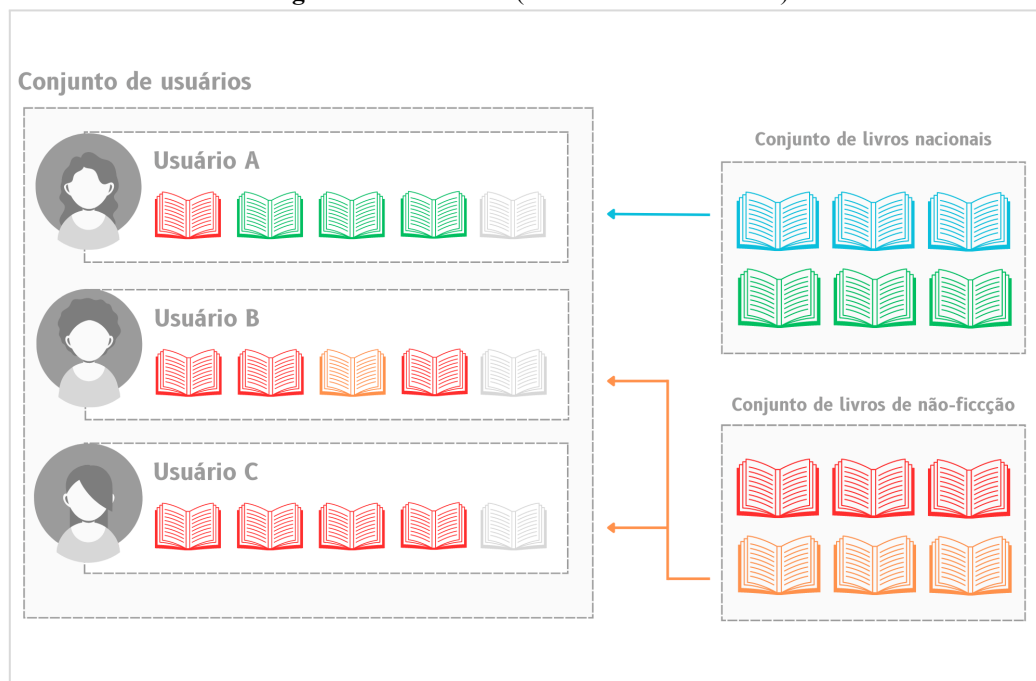 Conjunto de usuários
Usuário A
Usuário B
Usuário C
Conjunto de livros nacionais
Conjunto de livros de não-ficcção